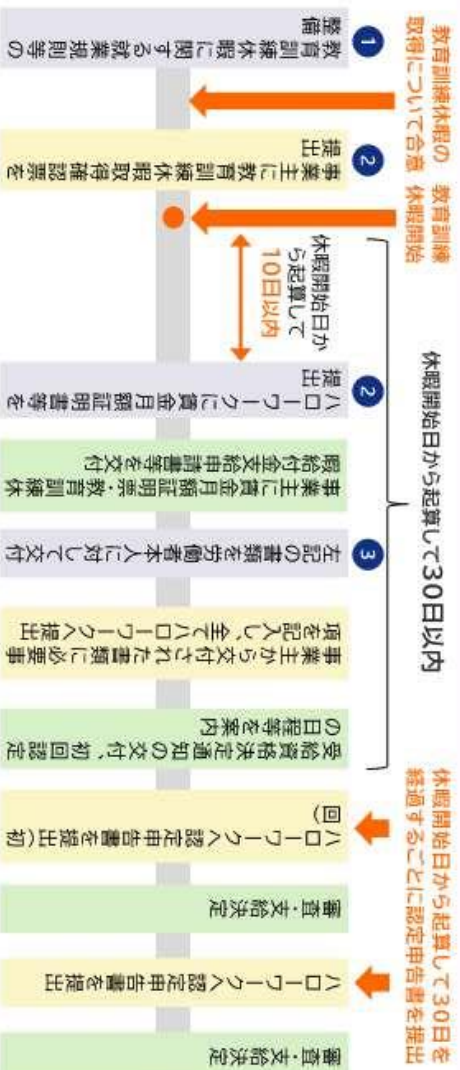 教育訓練休暇の
取得について合意
教育訓練
休暇開始
休暇開始日から起算して30日以内
休暇開始日から起算して30日を
経過するごとに認定申告書を提出
休暇開始日か
ら起算して
10日以内
1
教育訓練休暇に関する就業規則等の
整備
2
事業主に教育訓練休暇取得確認票を
提出
2
ハローワークに賃金月額証明書等を
提出
事業主に賃金月額証明票・教育訓練休
暇給付金支給申請書等を交付
3
左記の書類を労働者本人に対して交付
事業主から交付された書類に必要事
項を記入し、全てハローワークへ提出
受給資格決定通知の交付、初回認定
の日程等を案内
ハローワークへ認定申告書を提出(初
回)
審査・支給決定
ハローワークへ認定申告書を提出
審査・支給決定